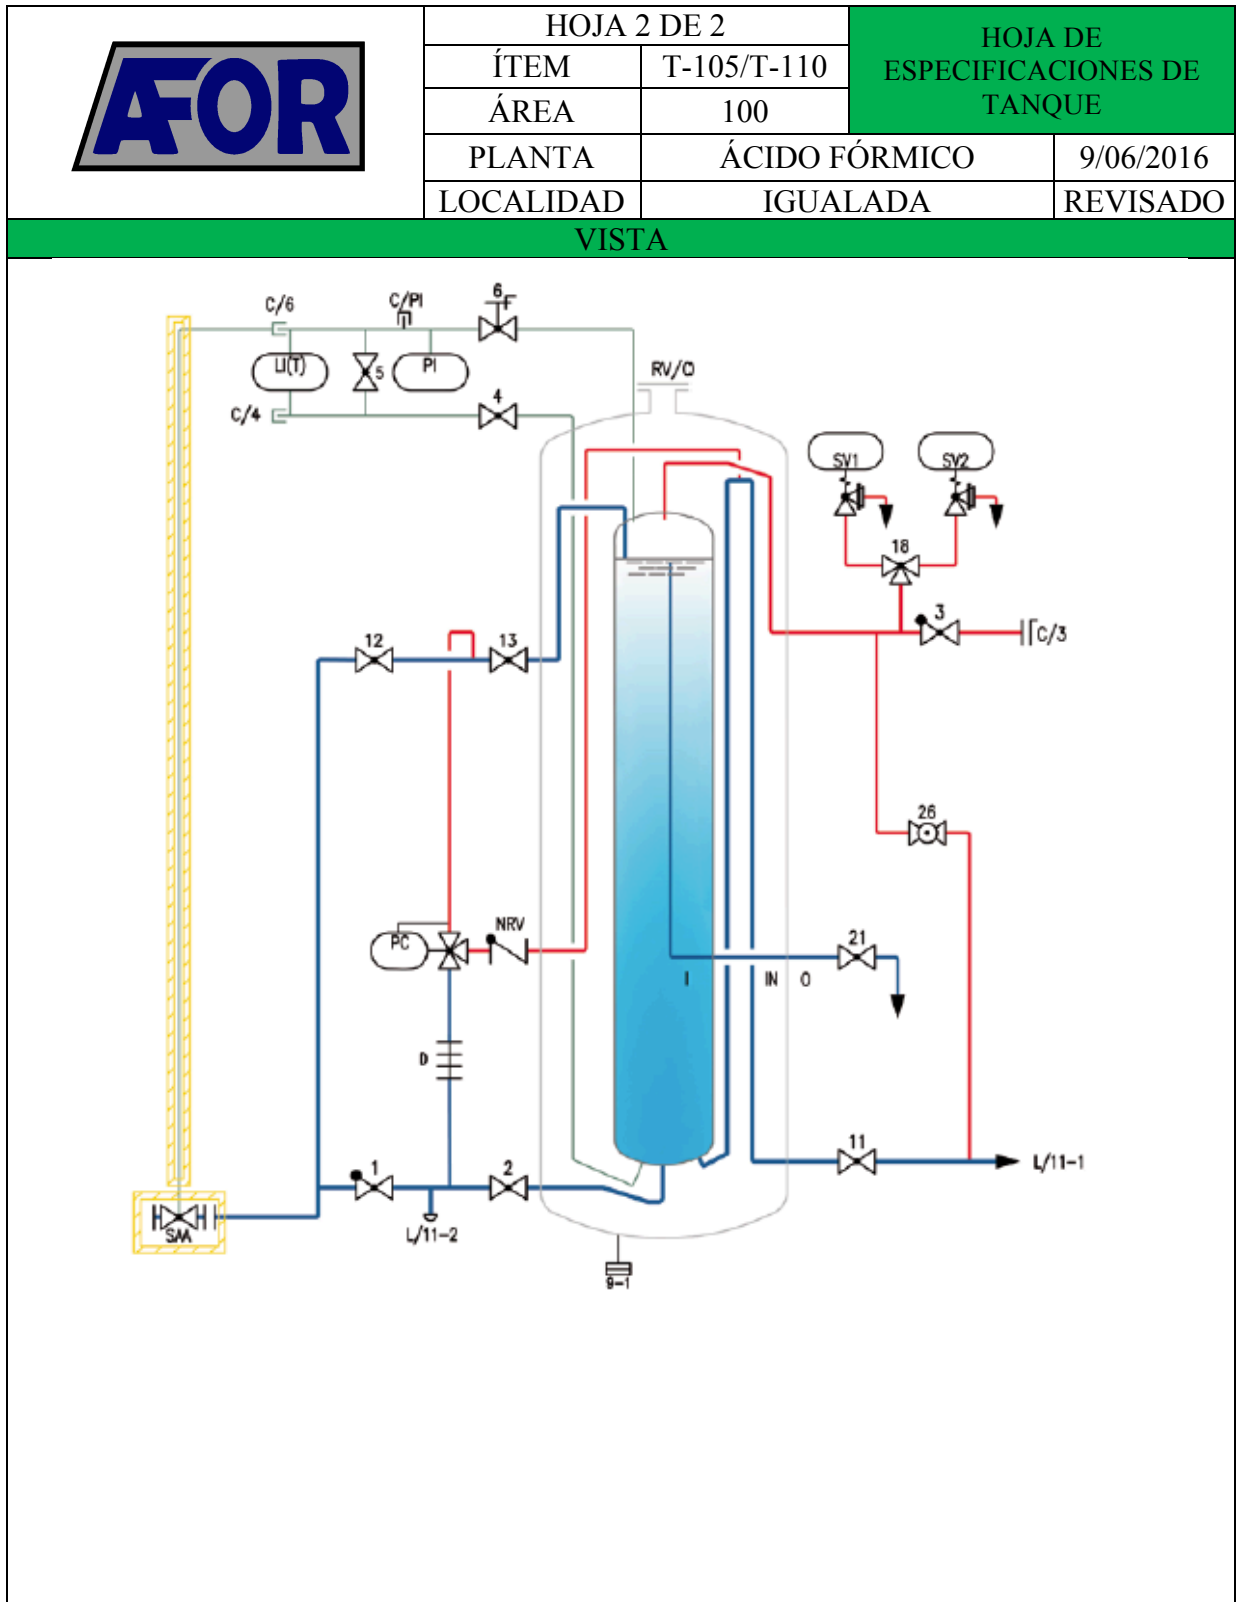 AFOR
HOJA 2 DE 2
ÍTEM T-105/T-110
ÁREA 100
HOJA DE
ESPECIFICACIONES DE
TANQUE
PLANTA ÁCIDO FÓRMICO 9/06/2016
LOCALIDAD IGUALADA REVISADO
VISTA
C/6 C/PI 6
LI(T) 5 PI
RV/O
C/4 4
SV1 SV2
18
12 13 3 C/3
26
PC NRV 21
I IN O
D
1 2 11 L/11-1
SM L/11-2
9-1